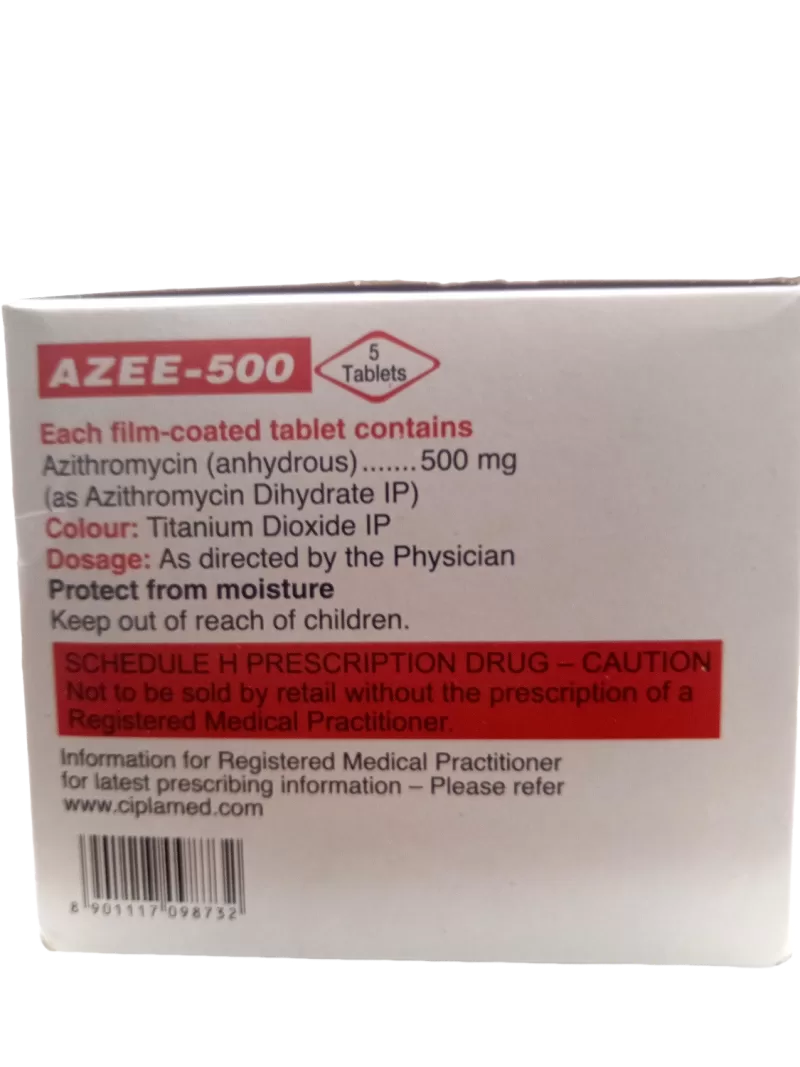 AZEE-500
5
Tablets
Each film-coated tablet contains
Azithromycin (anhydrous).......500 mg
(as Azithromycin Dihydrate IP)
Colour: Titanium Dioxide IP
Dosage: As directed by the Physician
Protect from moisture
Keep out of reach of children.
SCHEDULE H PRESCRIPTION DRUG – CAUTION
Not to be sold by retail without the prescription of a
Registered Medical Practitioner.
Information for Registered Medical Practitioner
for latest prescribing information – Please refer
www.ciplamed.com
8 901117 098732